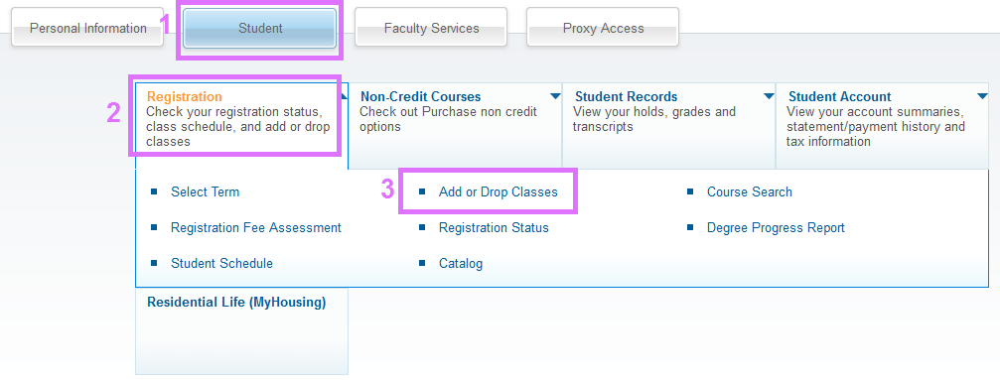 Personal Information
1
Student
Faculty Services
Proxy Access
2
Registration
Check your registration status,
class schedule, and add or drop
classes
Non-Credit Courses
Check out Purchase non credit
options
Student Records
View your holds, grades and
transcripts
Student Account
View your account summaries,
statement/payment history and
tax information
Select Term
3
Add or Drop Classes
Course Search
Registration Fee Assessment
Registration Status
Degree Progress Report
Student Schedule
Catalog
Residential Life (MyHousing)